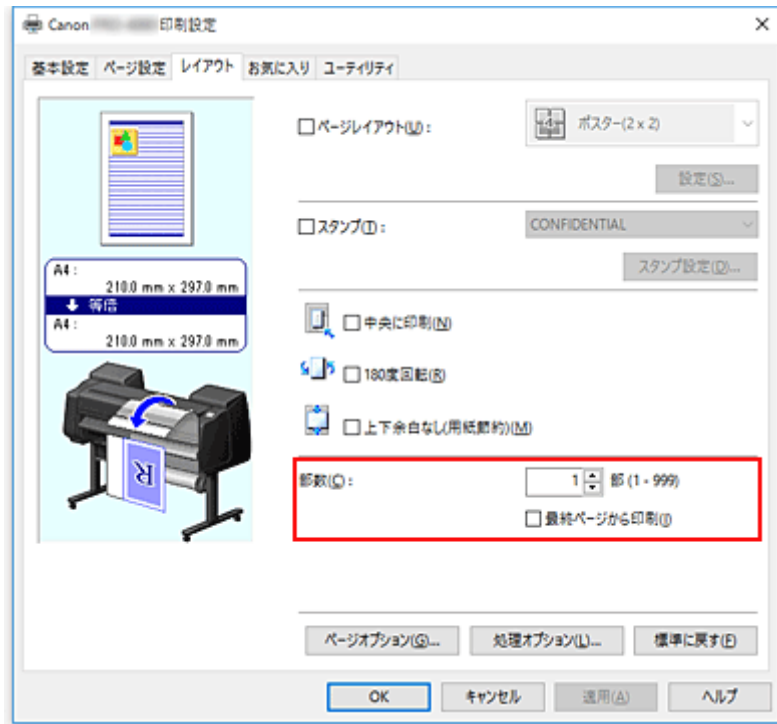 Canon 印刷設定
基本設定 ページ設定 レイアウト お気に入り ユーティリティ
ページレイアウト(U):
4
ポスター(2 x 2)
設定(S)...
スタンプ(T):
CONFIDENTIAL
スタンプ設定(D)...
A4 :
210.0 mm x 297.0 mm
等倍
A4 :
210.0 mm x 297.0 mm
中央に印刷(N)
180度回転(R)
上下余白なし(用紙節約)(M)
R
部数(C):
1 部 (1 - 999)
最終ページから印刷(I)
ページオプション(G)... 処理オプション(L)... 標準に戻す(F)
OK キャンセル 適用(A) ヘルプ